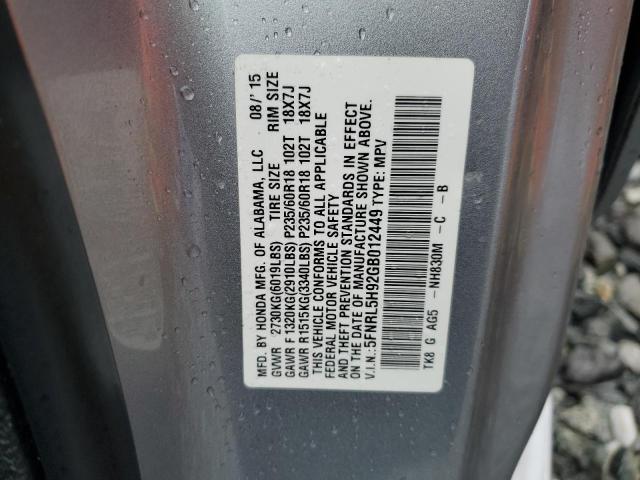 MFD. BY HONDA MFG. OF ALABAMA, LLC 08/'15
GVWR 2730KG(6019LBS) TIRE SIZE RIM SIZE
GAWR F 1320KG(2910LBS) P235/60R18 102T 18X7J
GAWR R 1515KG(3340LBS) P235/60R18 102T 18X7J
THIS VEHICLE CONFORMS TO ALL APPLICABLE
FEDERAL MOTOR VEHICLE SAFETY
AND THEFT PREVENTION STANDARDS IN EFFECT
ON THE DATE OF MANUFACTURE SHOWN ABOVE.
V.I.N.: 5FNRL5H92GB012449 TYPE: MPV
TK8 G AG5 -NH830M -C -B